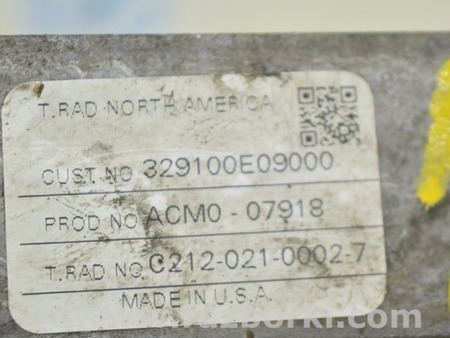 T.RAD NORTH AMERICA
CUST.NO 329100E09000
PROD NO ACM0-07918
T.RAD NO C212-021-0002-7
MADE IN U.S.A.